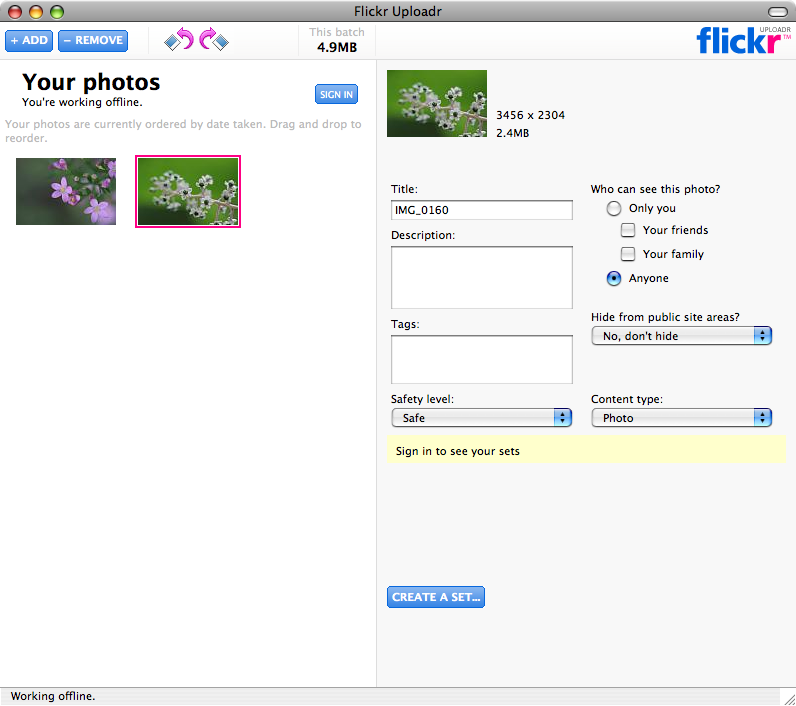 Flickr Uploadr
+ ADD
− REMOVE
This batch
4.9MB
flickr UPLOADR™
Your photos
You're working offline.
SIGN IN
Your photos are currently ordered by date taken. Drag and drop to
reorder.
3456 x 2304
2.4MB
Title:
IMG_0160
Description:
Tags:
Safety level:
Safe
Who can see this photo?
Only you
Your friends
Your family
Anyone
Hide from public site areas?
No, don't hide
Content type:
Photo
Sign in to see your sets
CREATE A SET...
Working offline.